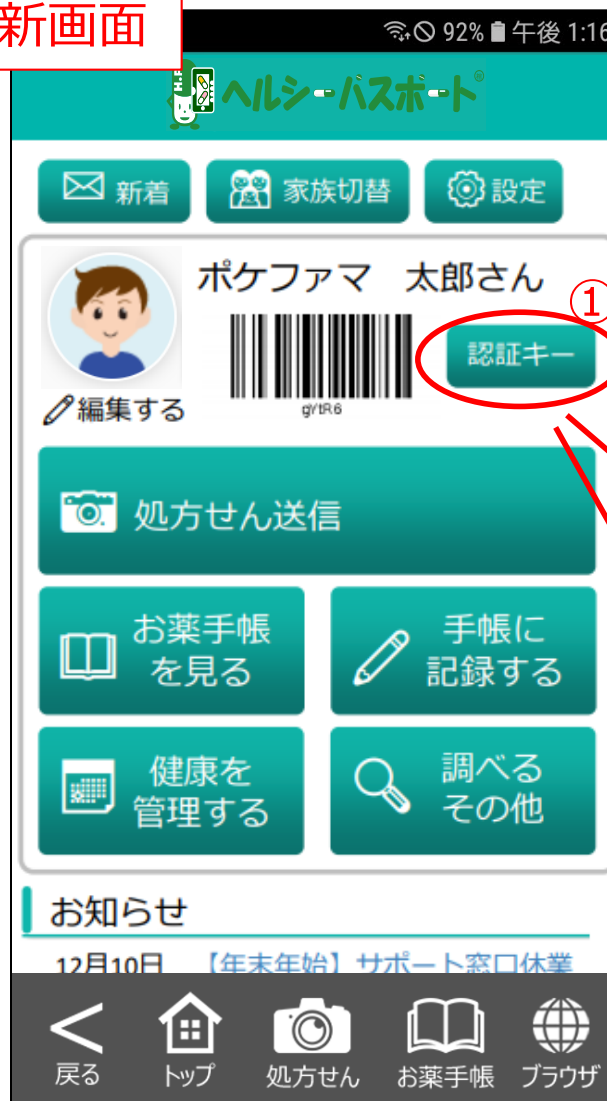 新画面
92% 午後 1:16
H.P
ヘルシーパスポート®
新着
家族切替
設定
ポケファマ 太郎さん
①
認証キー
gYtR6
編集する
処方せん送信
お薬手帳
を見る
手帳に
記録する
健康を
管理する
調べる
その他
お知らせ
12月10日 【年末年始】サポート窓口休業
戻る
トップ
処方せん
お薬手帳
ブラウザ